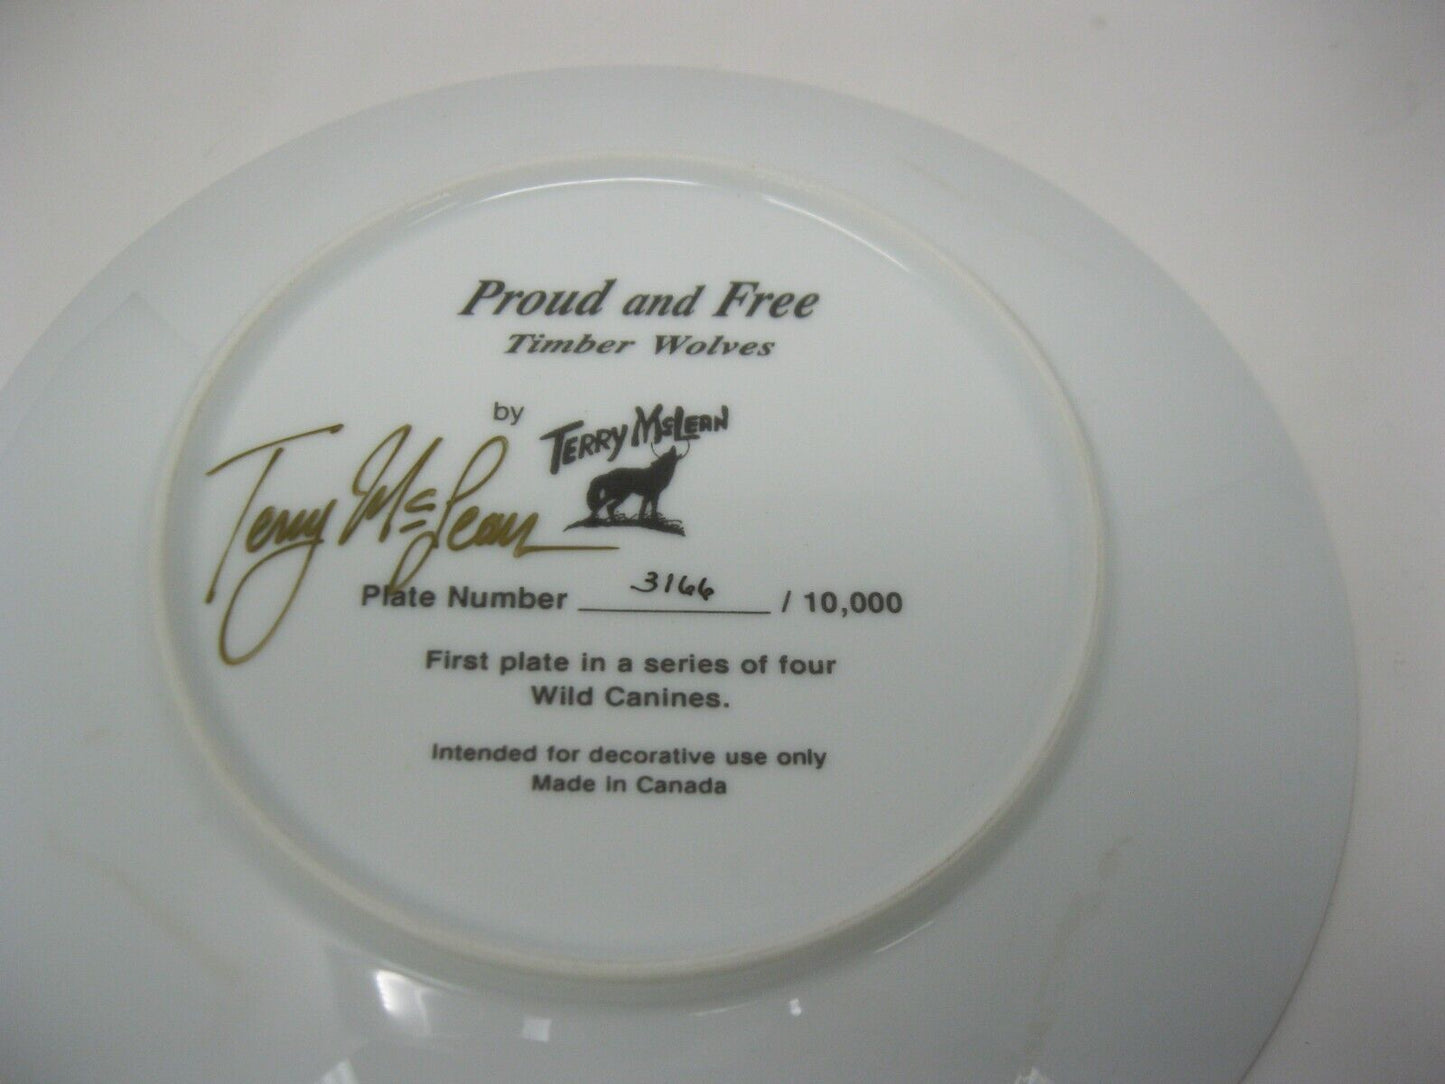 Proud and Free
Timber Wolves
by TERRY McLEAN
Terry McLean
Plate Number 3166 / 10,000
First plate in a series of four
Wild Canines.
Intended for decorative use only
Made in Canada